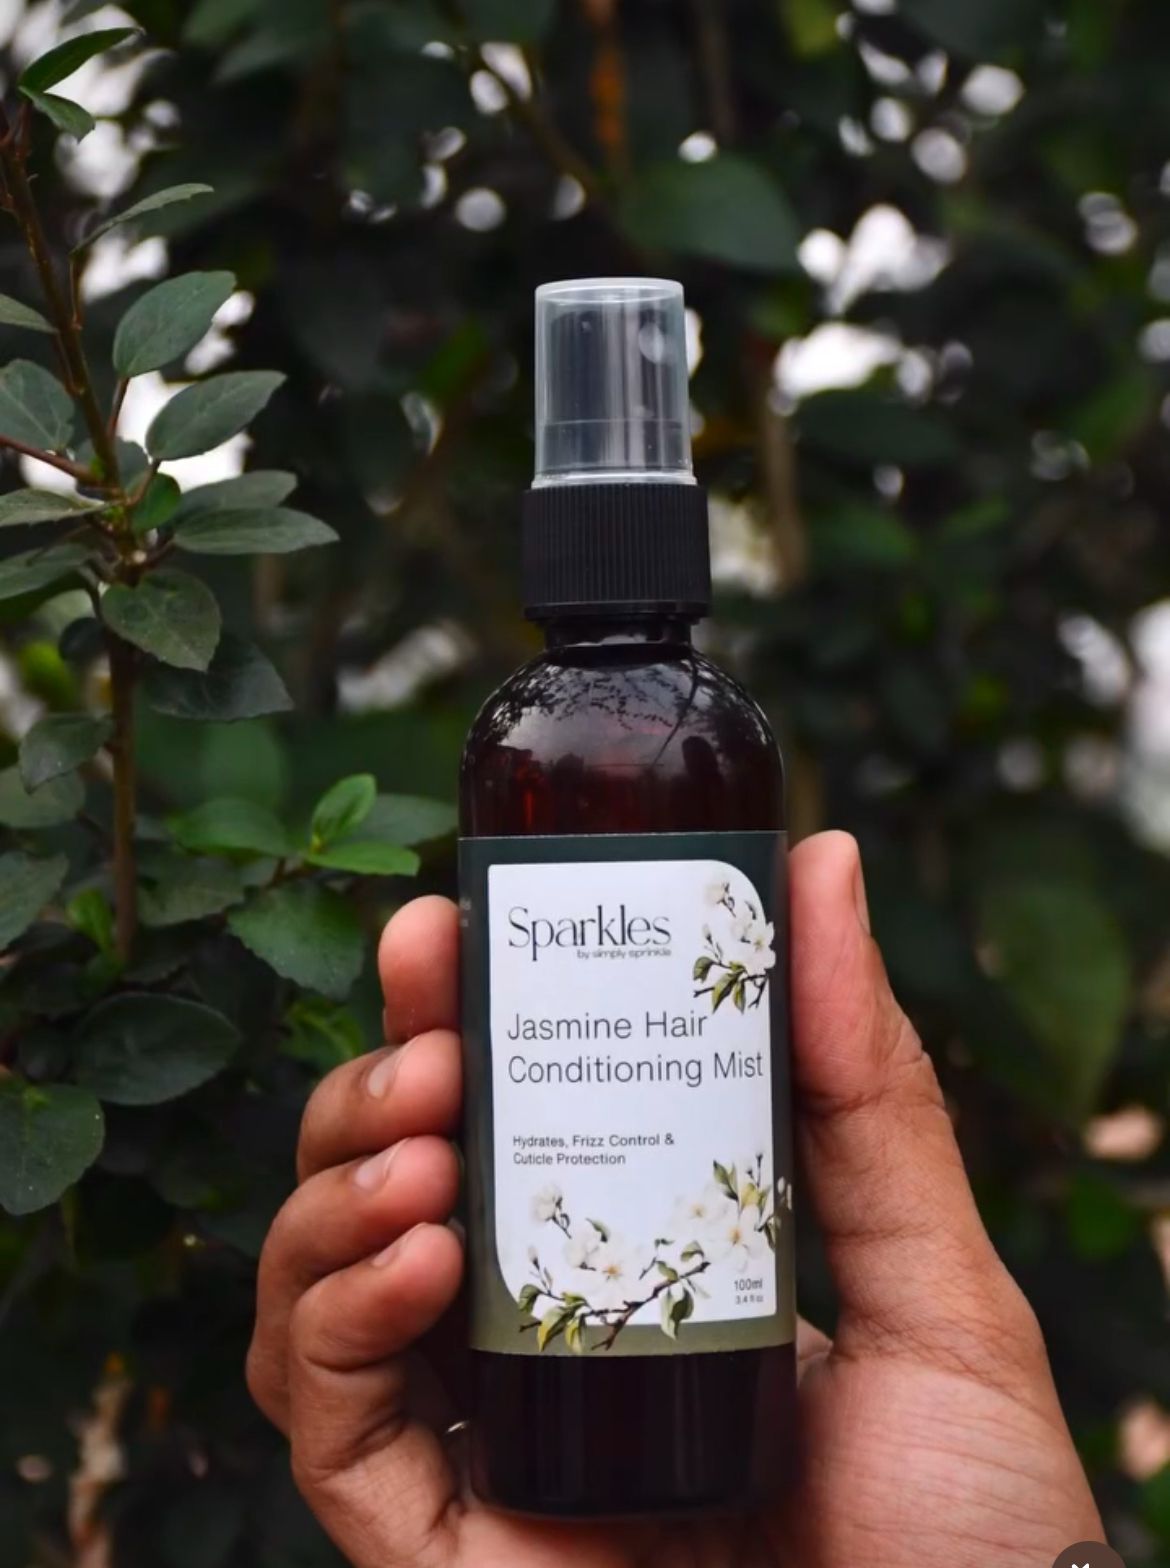 Sparkles
by simply sprinkle
Jasmine Hair
Conditioning Mist
Hydrates, Frizz Control &
Cuticle Protection
100ml
3.4 fl oz